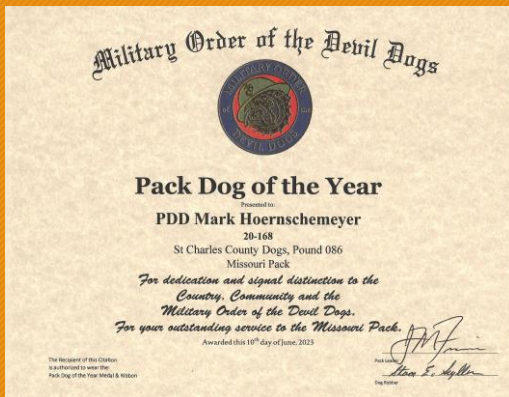 Military Order of the Devil Dogs
MILITARY ORDER
of the
DEVIL DOGS
Pack Dog of the Year
Presented to:
PDD Mark Hoernschemeyer
20-168
St Charles County Dogs, Pound 086
Missouri Pack
For dedication and signal distinction to the
Country, Community and the
Military Order of the Devil Dogs.
For your outstanding service to the Missouri Pack.
Awarded this 10th day of June, 2023
The Recipient of this Citation
is authorized to wear the:
Pack Dog of the Year Medal & Ribbon
Pack Leader
Dog Robber